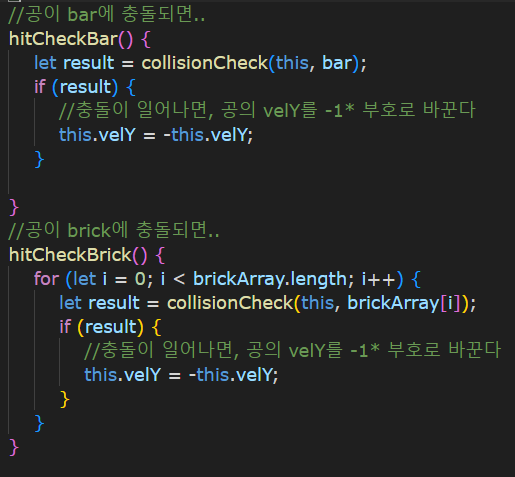 //공이 bar에 충돌되면..
hitCheckBar() {
let result = collisionCheck(this, bar);
if (result) {
//충돌이 일어나면, 공의 velY를 -1* 부호로 바꾼다
this.velY = -this.velY;
}
}
//공이 brick에 충돌되면..
hitCheckBrick() {
for (let i = 0; i < brickArray.length; i++) {
let result = collisionCheck(this, brickArray[i]);
if (result) {
//충돌이 일어나면, 공의 velY를 -1* 부호로 바꾼다
this.velY = -this.velY;
}
}
}